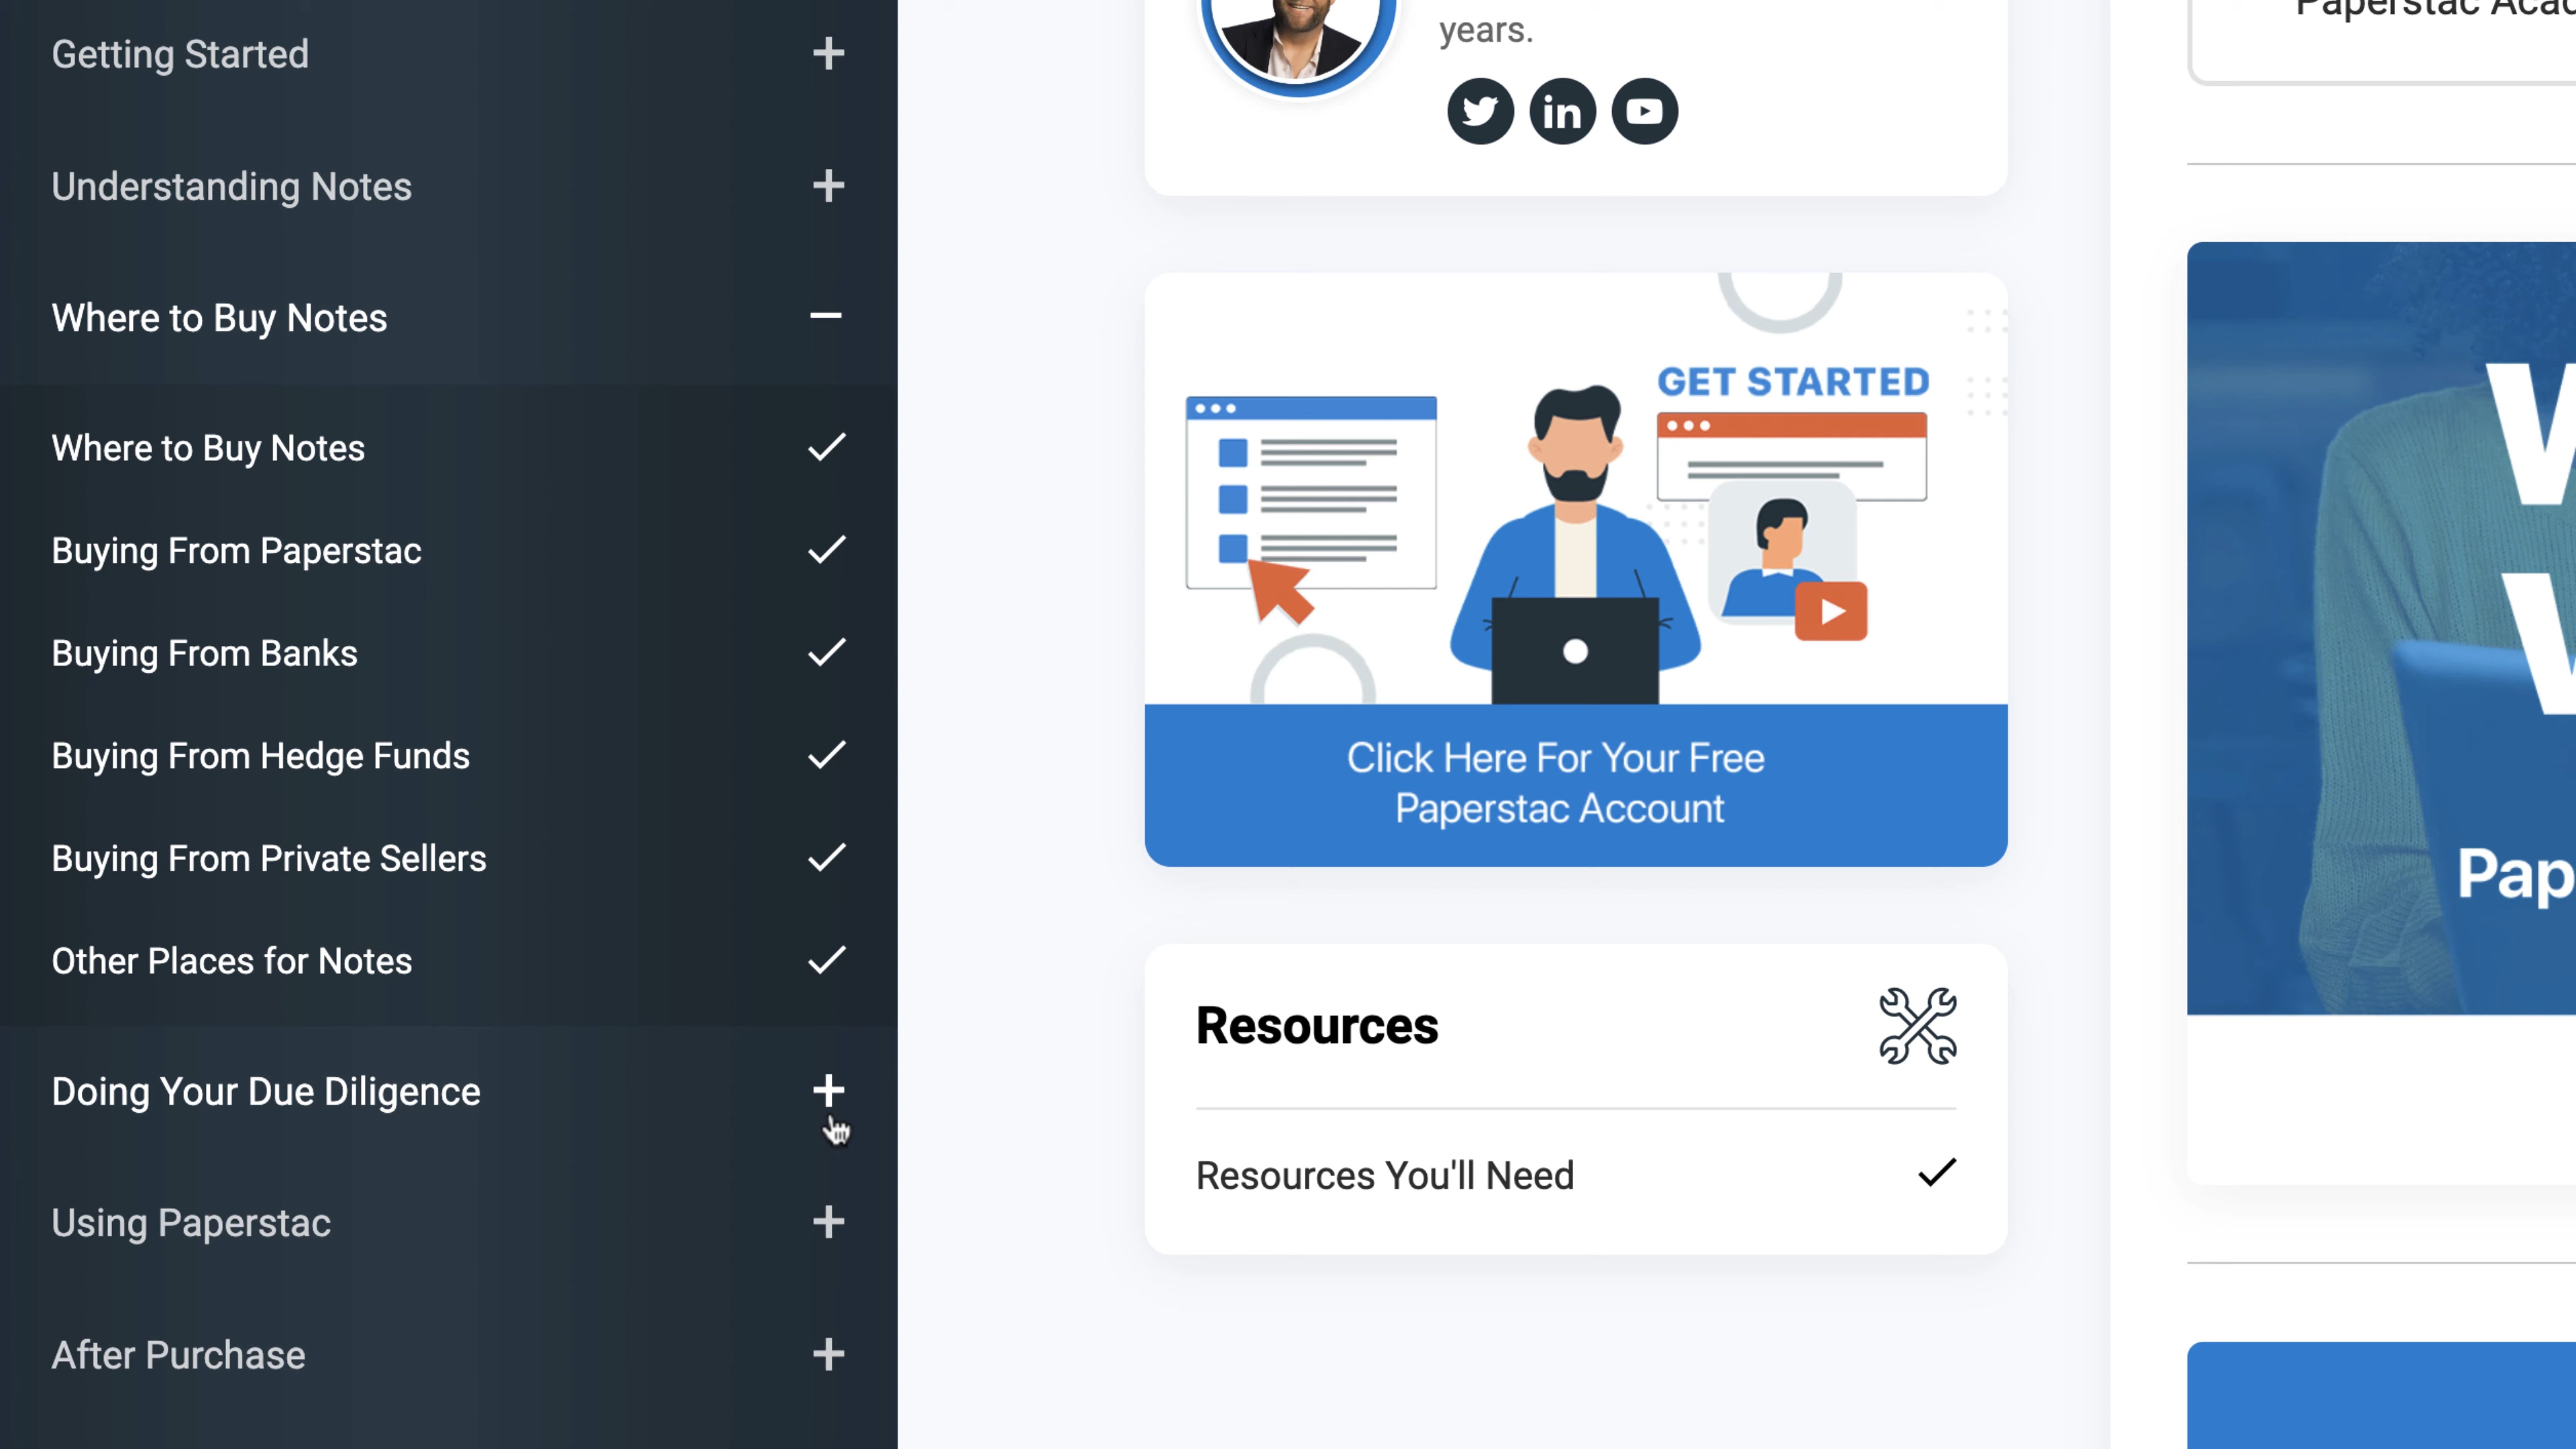 Getting Started
Understanding Notes
Where to Buy Notes
Where to Buy Notes
Buying From Paperstac
Buying From Banks
Buying From Hedge Funds
Buying From Private Sellers
Other Places for Notes
Doing Your Due Diligence
Using Paperstac
After Purchase
years.
in
GET STARTED
Click Here For Your Free
Paperstac Account
Resources
Resources You'll Need
Paperstac